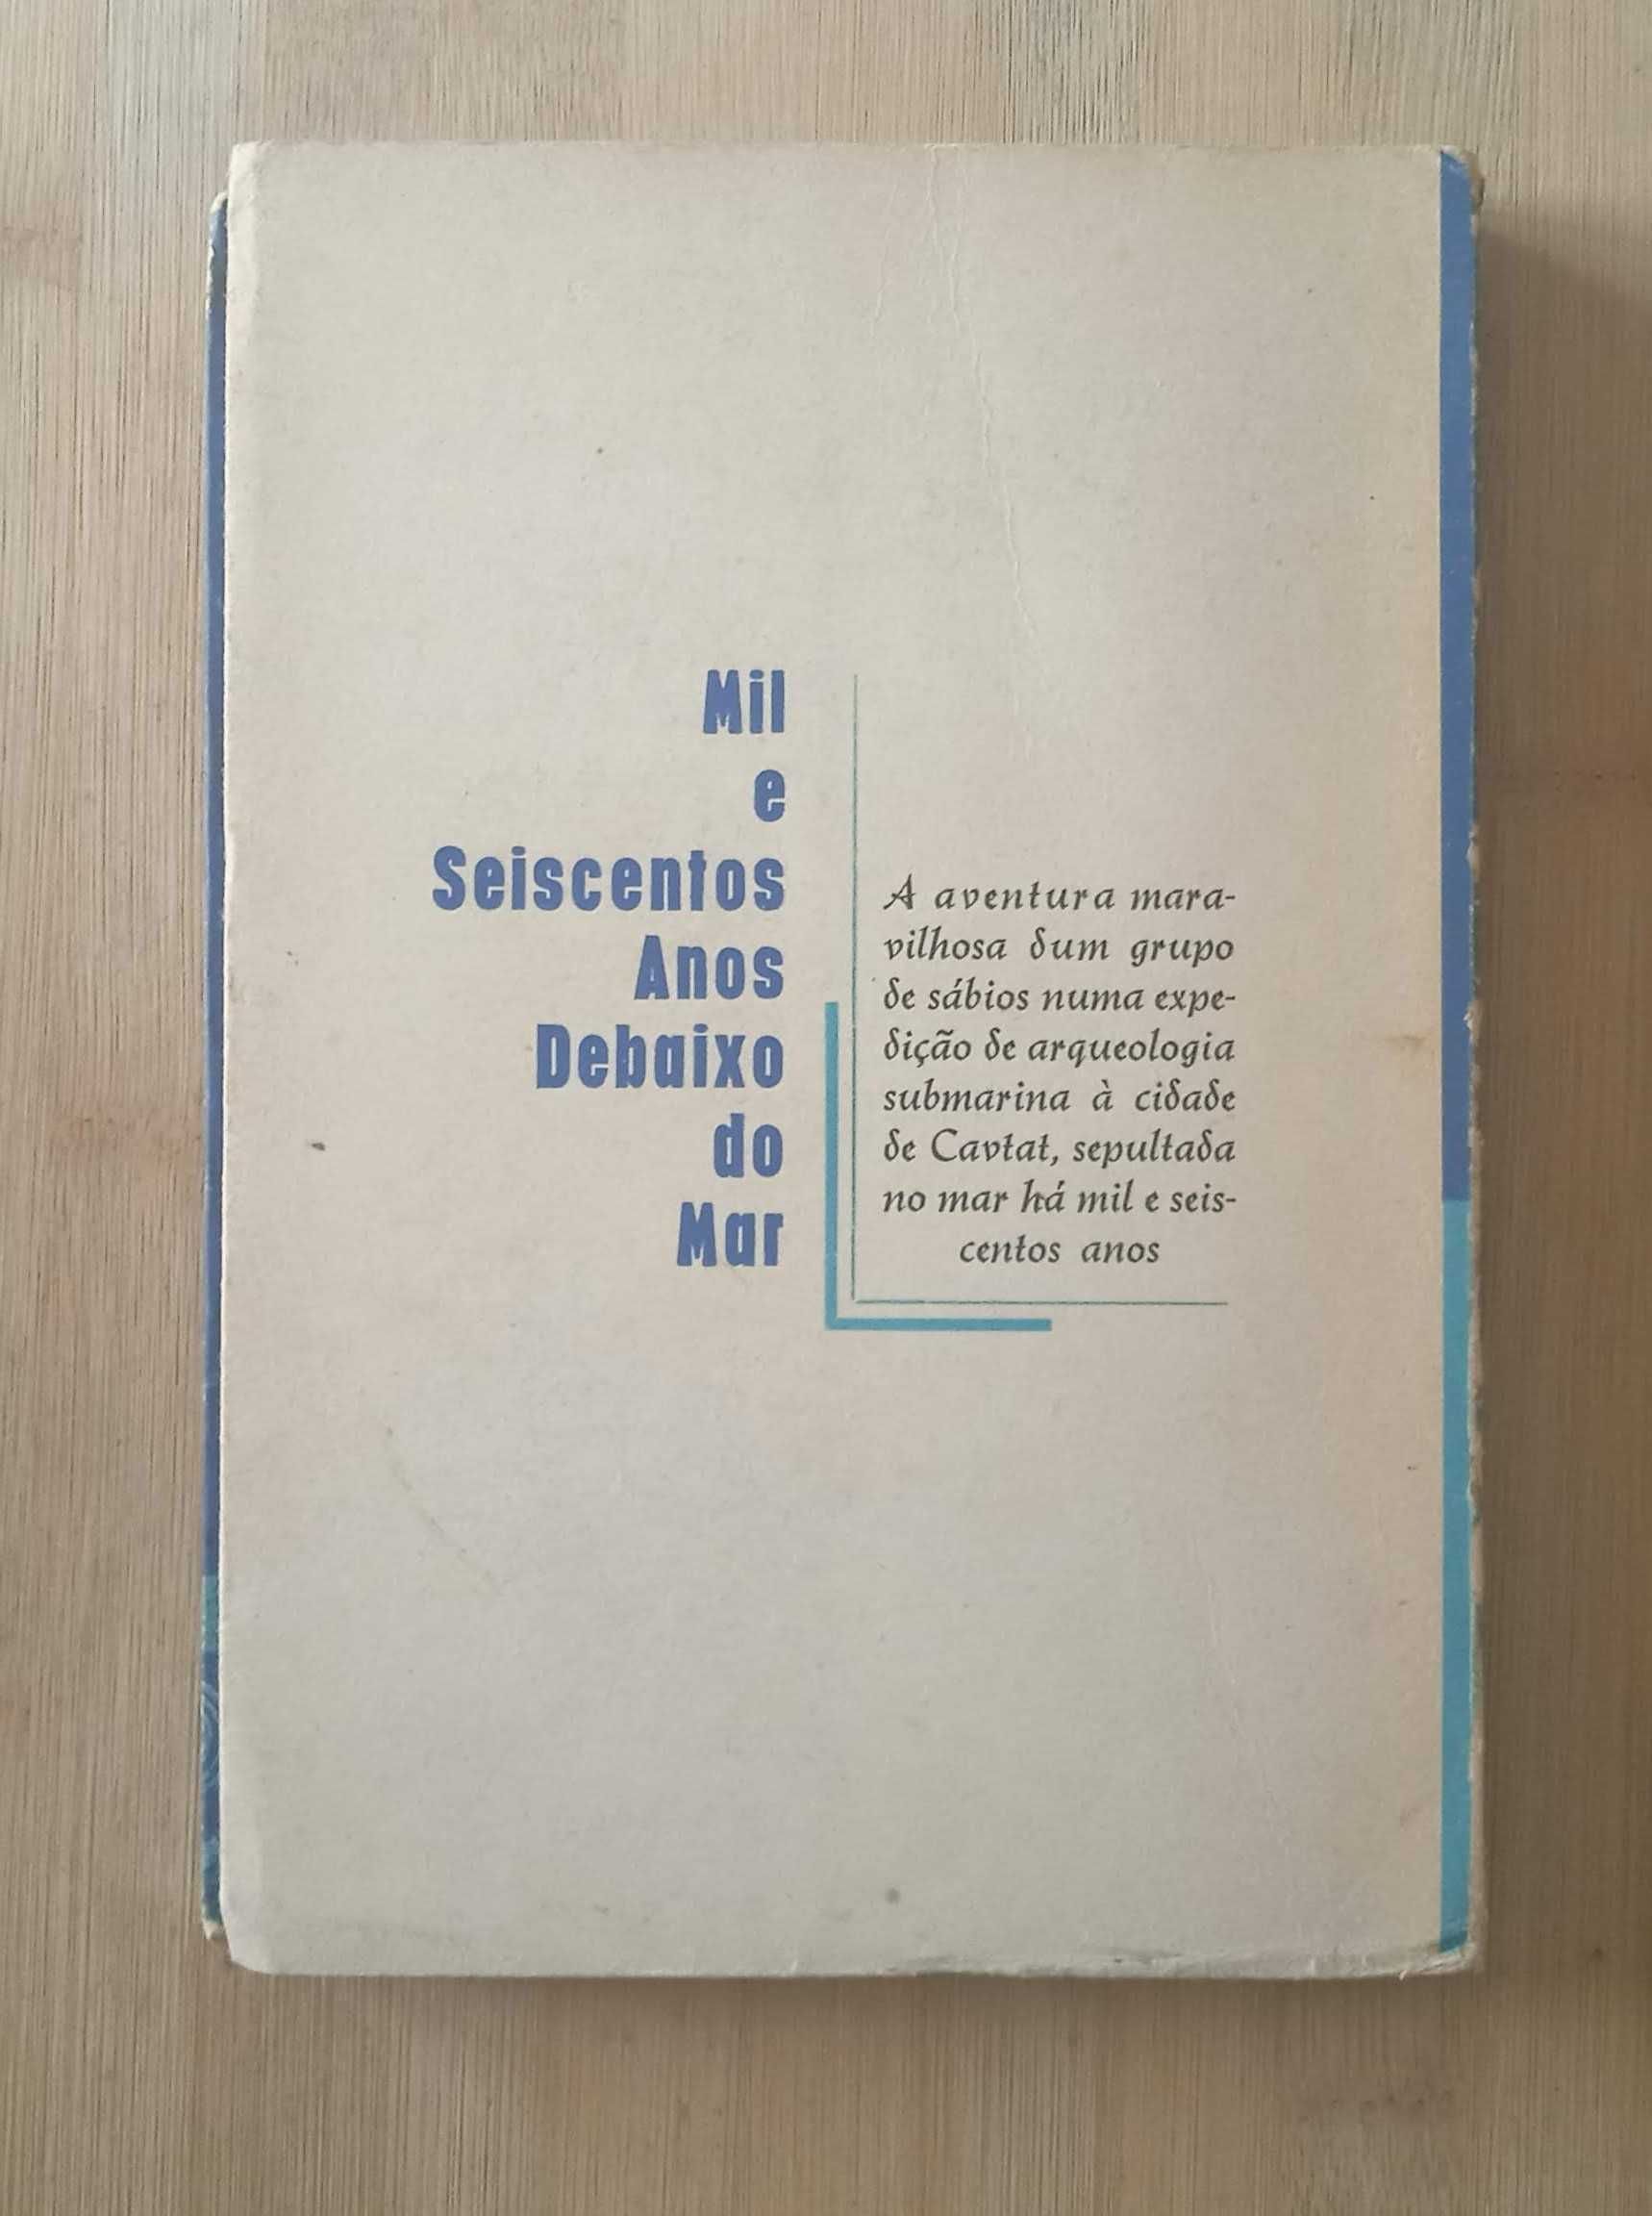 Mil
e
Seiscentos
Anos
Debaixo
do
Mar
A aventura mara-
vilhosa dum grupo
de sábios numa expe-
dição de arqueologia
submarina à cidade
de Cavtat, sepultada
no mar há mil e seis-
centos anos